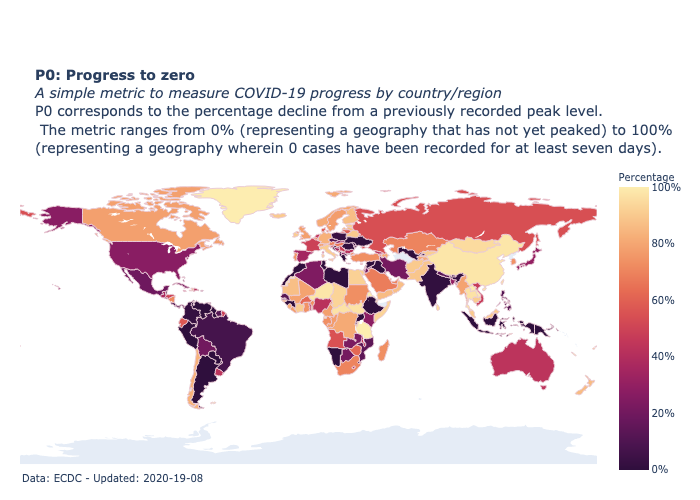 P0: Progress to zero
A simple metric to measure COVID-19 progress by country/region
P0 corresponds to the percentage decline from a previously recorded peak level.
The metric ranges from 0% (representing a geography that has not yet peaked) to 100%
(representing a geography wherein 0 cases have been recorded for at least seven days).
Percentage
100%
80%
60%
40%
20%
0%
Data: ECDC - Updated: 2020-19-08